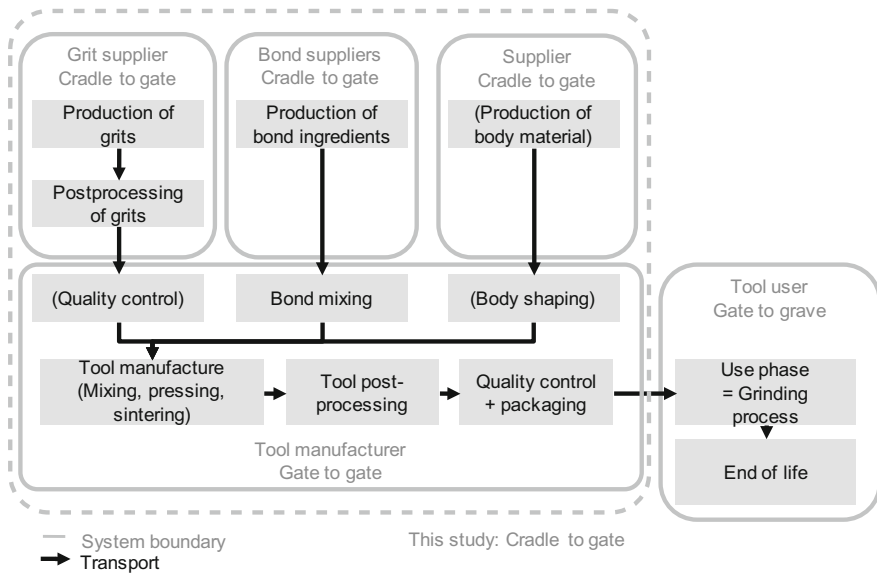 Grit supplier
Cradle to gate
Bond suppliers
Cradle to gate
Supplier
Cradle to gate
Production of
grits
Production of
bond ingredients
(Production of
body material)
Postprocessing
of grits
(Quality control)
Bond mixing
(Body shaping)
Tool user
Gate to grave
Tool manufacture
(Mixing, pressing,
sintering)
Tool post-
processing
Quality control
+ packaging
Use phase
= Grinding
process
Tool manufacturer
Gate to gate
End of life
System boundary
Transport
This study: Cradle to gate